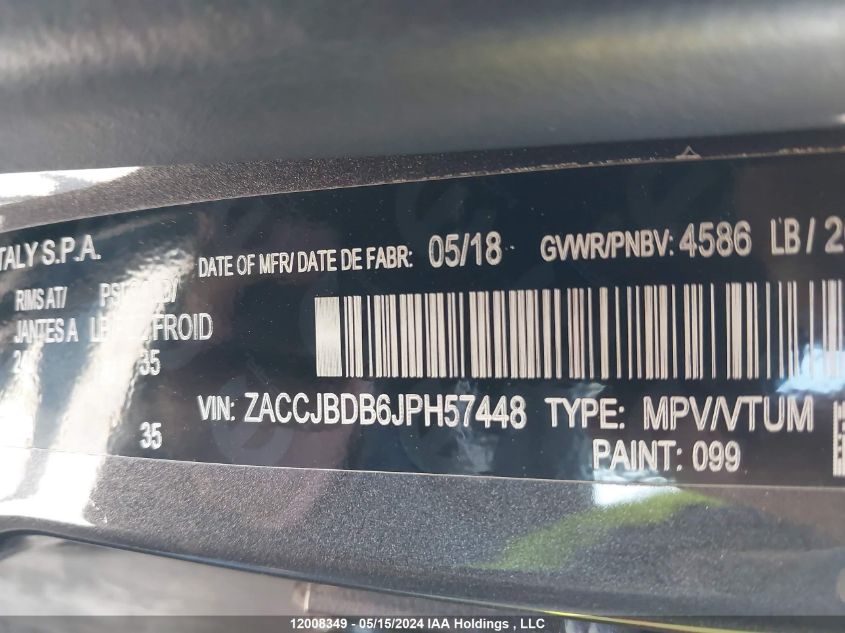 ITALY S.P.A.
DATE OF MFR/ DATE DE FABR: 05/18 GVWR/PNBV: 4586 LB /
RIMS AT/
JANTES A FROID
35
VIN: ZACCJBDB6JPH57448 TYPE: MPV/VTUM
35
PAINT: 099
12008349 - 05/15/2024 IAA Holdings , LLC